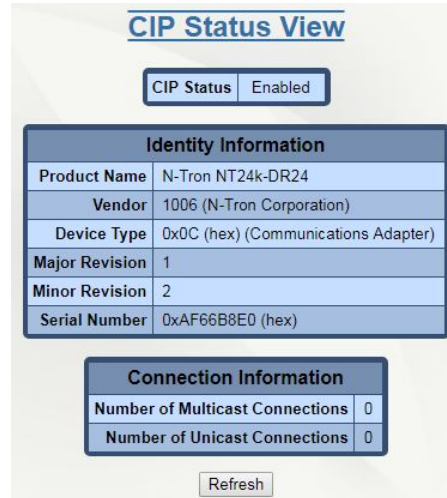 CIP Status View
CIP Status Enabled
Identity Information
Product Name N-Tron NT24k-DR24
Vendor 1006 (N-Tron Corporation)
Device Type 0x0C (hex) (Communications Adapter)
Major Revision 1
Minor Revision 2
Serial Number 0xAF66B8E0 (hex)
Connection Information
Number of Multicast Connections 0
Number of Unicast Connections 0
Refresh